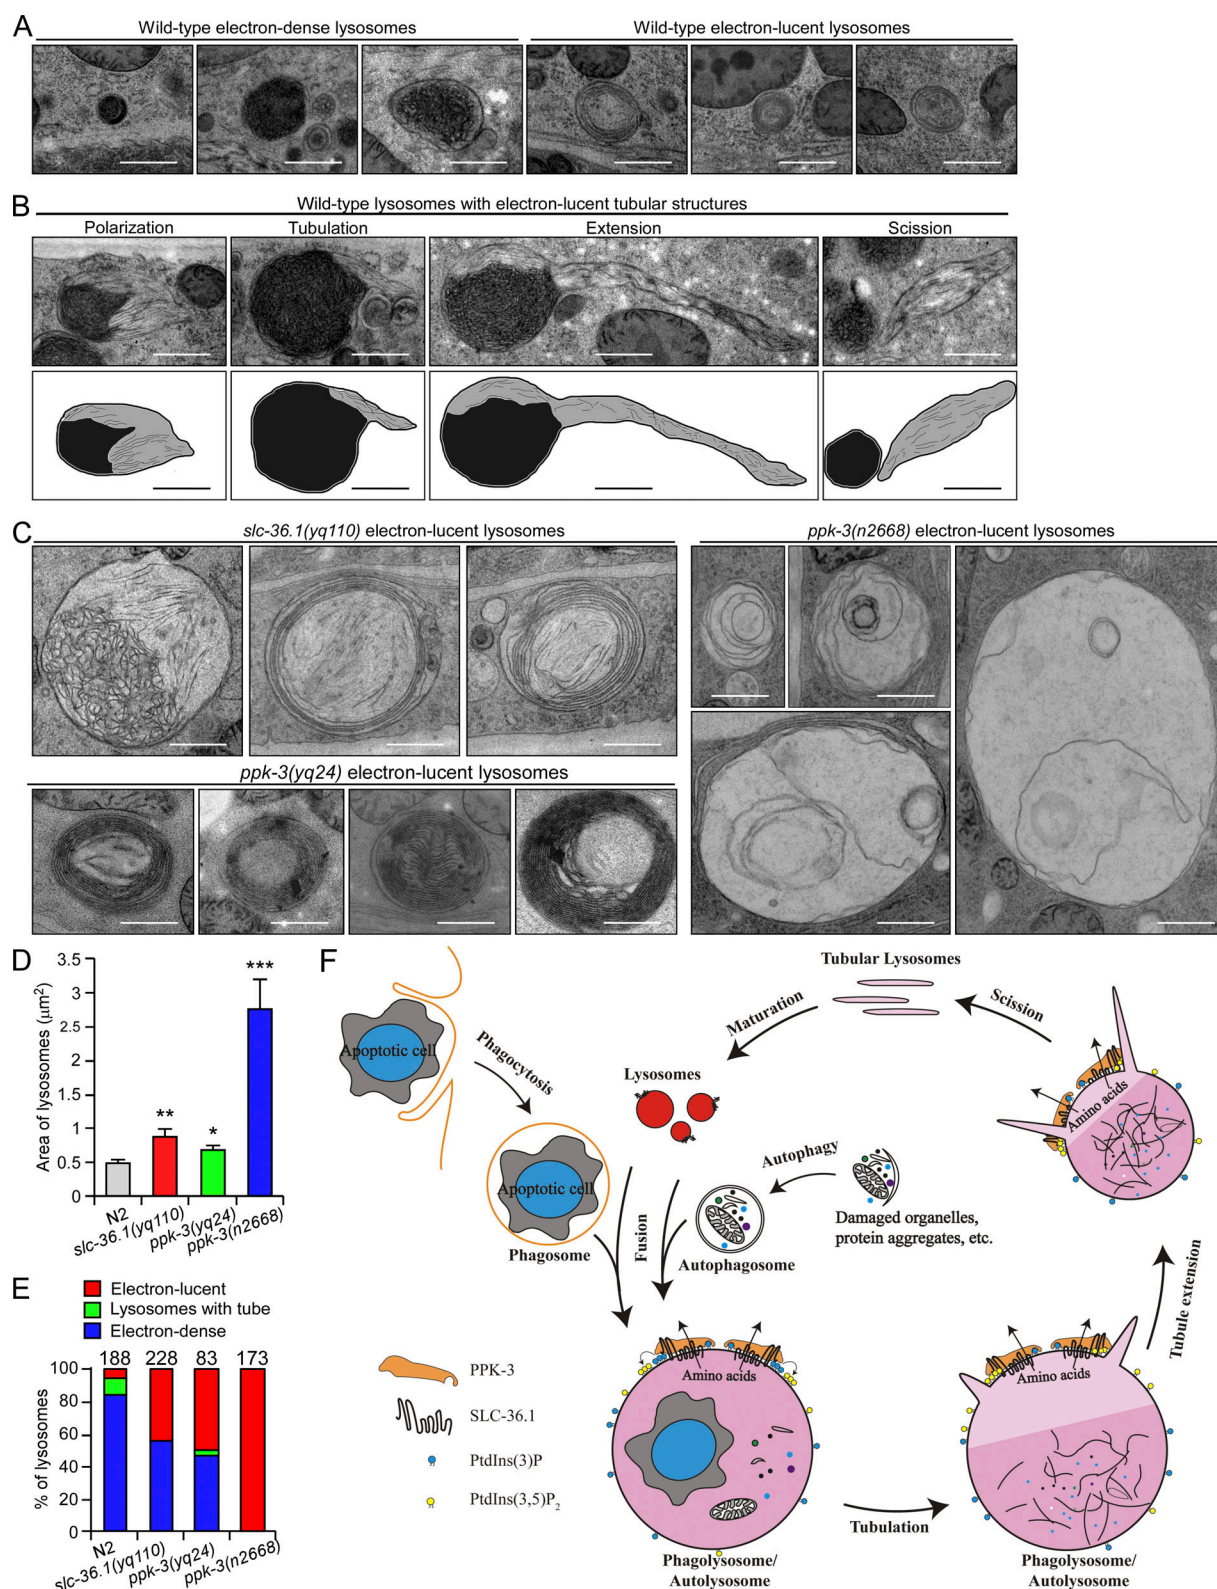 A
Wild-type electron-dense lysosomes
Wild-type electron-lucent lysosomes
B
Wild-type lysosomes with electron-lucent tubular structures
Polarization
Tubulation
Extension
Scission
C
slc-36.1(yq110) electron-lucent lysosomes
ppk-3(n2668) electron-lucent lysosomes
ppk-3(yq24) electron-lucent lysosomes
D
Area of lysosomes (μm²)
3.5
3
2.5
2
1.5
1
0.5
0
**
*
***
N2
slc-36.1(yq110)
ppk-3(yq24)
ppk-3(n2668)
E
Electron-lucent
Lysosomes with tube
Electron-dense
188 228 83 173
% of lysosomes
100
80
60
40
20
0
N2
slc-36.1(yq110)
ppk-3(yq24)
ppk-3(n2668)
F
Apoptotic cell
Phagocytosis
Apoptotic cell
Phagosome
Tubular Lysosomes
Maturation
Scission
Lysosomes
Fusion
Autophagy
Autophagosome
Damaged organelles,
protein aggregates, etc.
Amino acids
Tubule extension
PPK-3
SLC-36.1
PtdIns(3)P
PtdIns(3,5)P₂
Amino acids
Phagolysosome/
Autolysosome
Tubulation
Amino acids
Phagolysosome/
Autolysosome